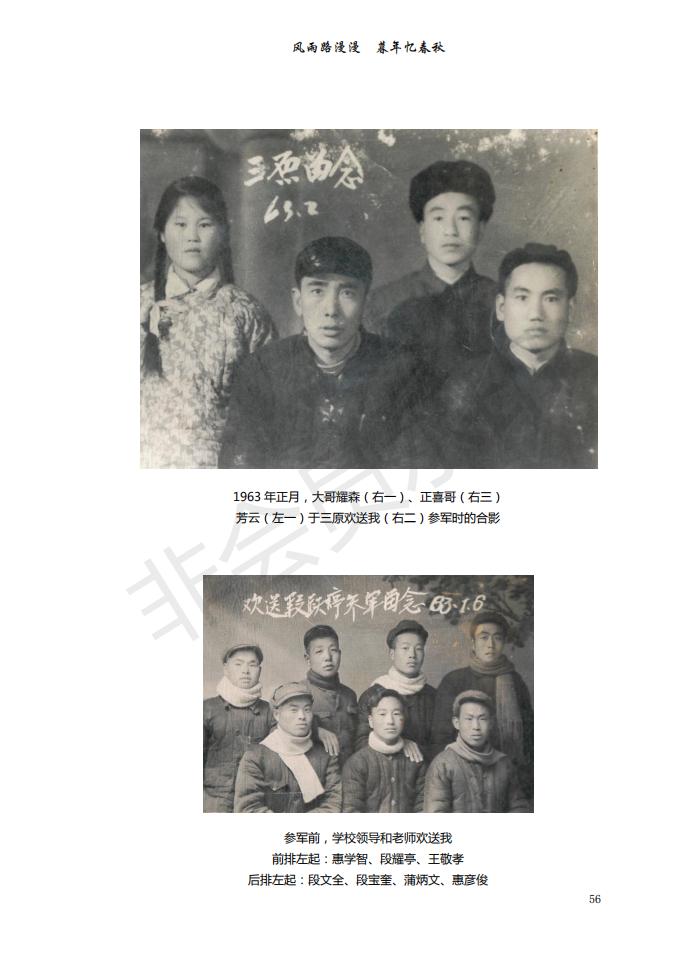 风雨路漫漫　暮年忆春秋
三原留念
63.2
1963 年正月，大哥耀森（右一）、正喜哥（右三）
芳云（左一）于三原欢送我（右二）参军时的合影
非会员水
欢送段耀亭参军留念 63.1.6
参军前，学校领导和老师欢送我
前排左起：惠学智、段耀亭、王敬孝
后排左起：段文全、段宝奎、蒲炳文、惠彦俊
56